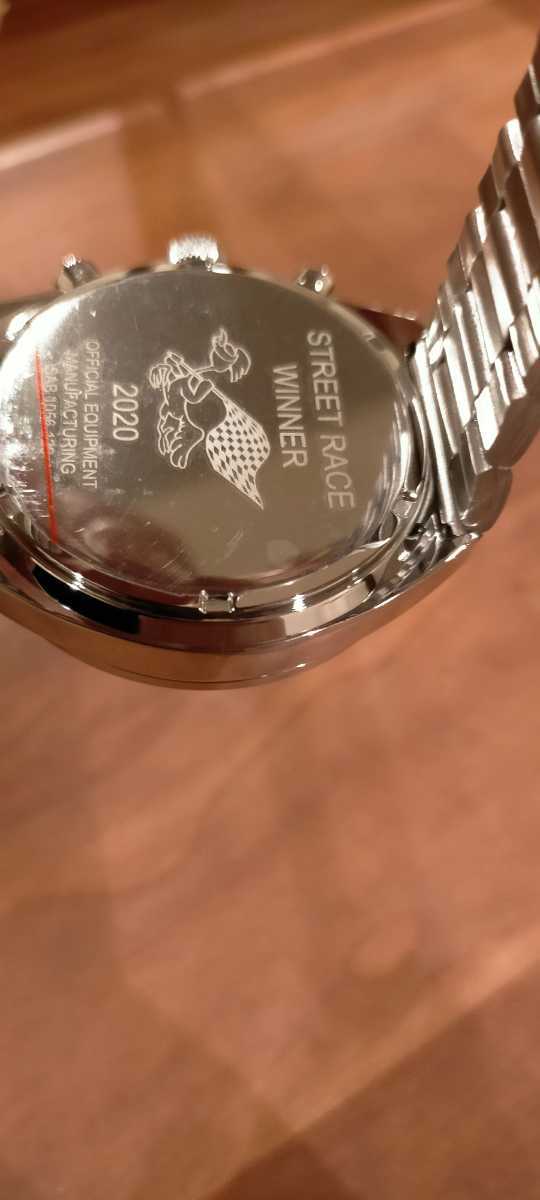 STREET RACE
WINNER
2020
OFFICIAL EQUIPMENT
MANUFACTURING